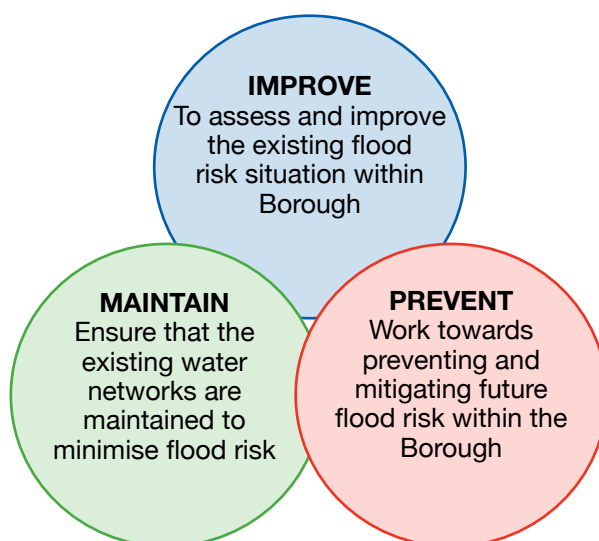 IMPROVE
To assess and improve
the existing flood
risk situation within
Borough
MAINTAIN
Ensure that the
existing water
networks are
maintained to
minimise flood risk
PREVENT
Work towards
preventing and
mitigating future
flood risk within the
Borough